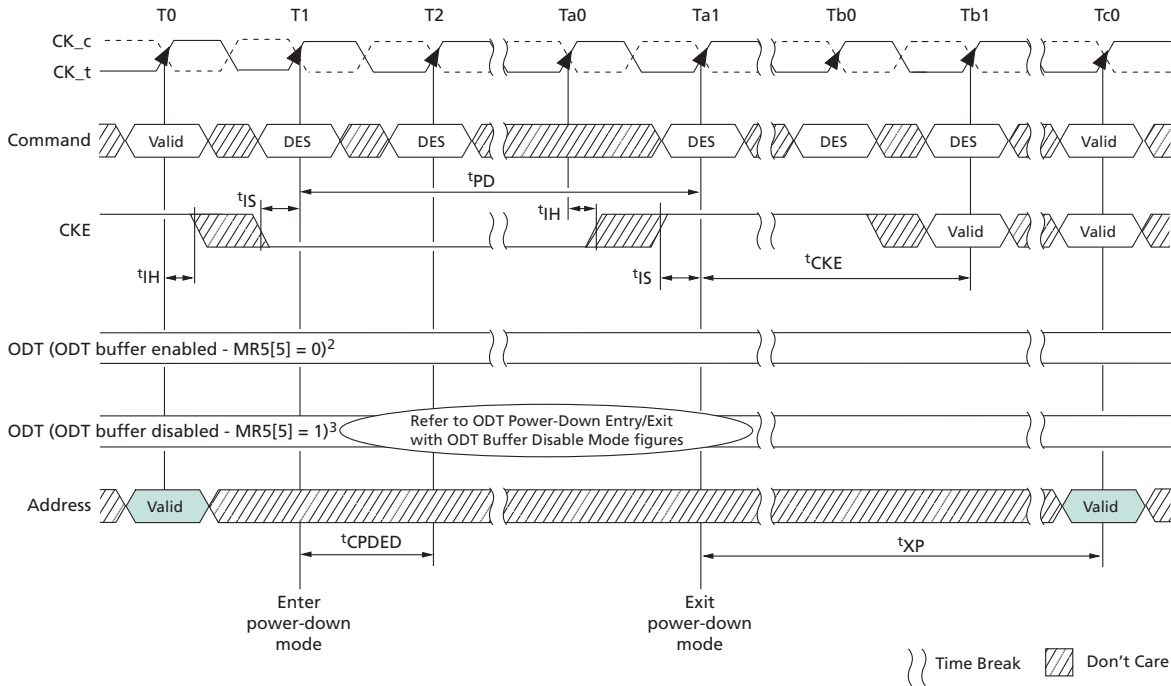 T0 T1 T2 Ta0 Ta1 Tb0 Tb1 Tc0
CK_c
CK_t
Command Valid DES DES DES DES DES Valid
tPD
tIS tIH
CKE Valid Valid
tIH tIS tCKE
ODT (ODT buffer enabled - MR5[5] = 0)2
ODT (ODT buffer disabled - MR5[5] = 1)3
Refer to ODT Power-Down Entry/Exit
with ODT Buffer Disable Mode figures
Address Valid Valid
tCPDED tXP
Enter
power-down
mode
Exit
power-down
mode
Time Break Don't Care